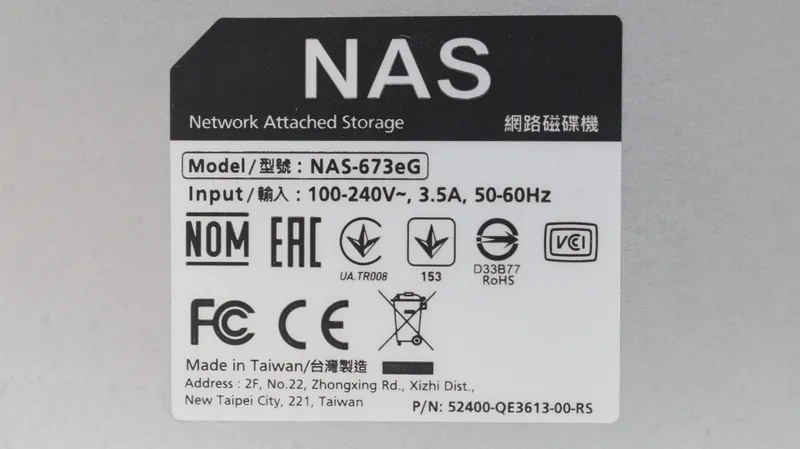 NAS
Network Attached Storage 網路磁碟機
Model/型號: NAS-673eG
Input/輸入: 100-240V~, 3.5A, 50-60Hz
NOM EAC UA.TR008 153 D33B77 RoHS VCI
FC CE
Made in Taiwan/台灣製造
Address : 2F, No.22, Zhongxing Rd., Xizhi Dist.,
New Taipei City, 221, Taiwan P/N: 52400-QE3613-00-RS